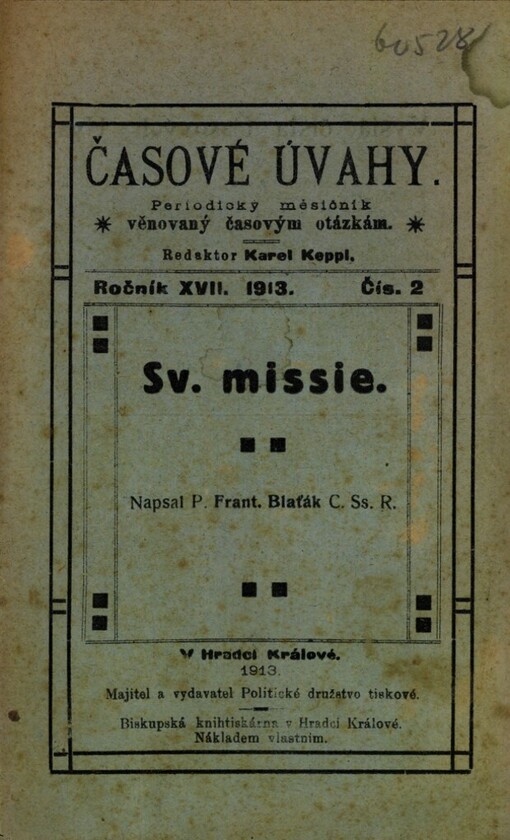 60528
ČASOVÉ ÚVAHY.
Periodický měsíčník
věnovaný časovým otázkám.
Redaktor Karel Keppl.
Ročník XVII. 1913. Čís. 2
Sv. missie.
Napsal P. Frant. Blaťák C. Ss. R.
V Hradci Králové.
1913.
Majitel a vydavatel Politické družstvo tiskové.
Biskupská knihtiskárna v Hradci Králové.
Nákladem vlastním.